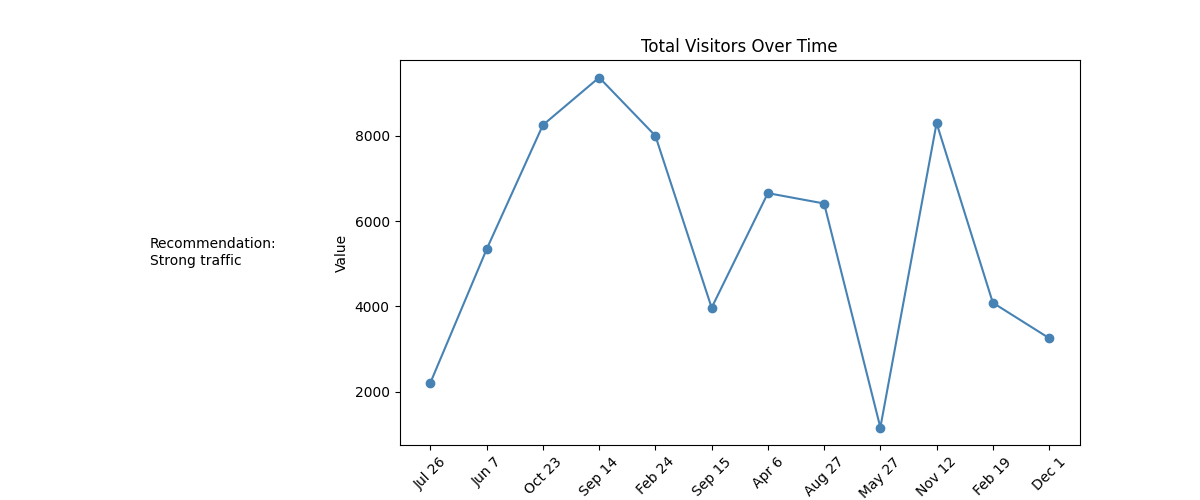 Total Visitors Over Time
Recommendation:
Strong traffic
Value
8000
6000
4000
2000
Jul 26
Jun 7
Oct 23
Sep 14
Feb 24
Sep 15
Apr 6
Aug 27
May 27
Nov 12
Feb 19
Dec 1